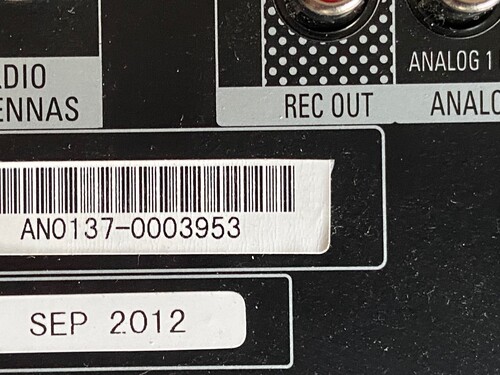 ADIO
ENNAS
REC OUT
ANALOG 1
ANALO
AN0137-0003953
SEP 2012